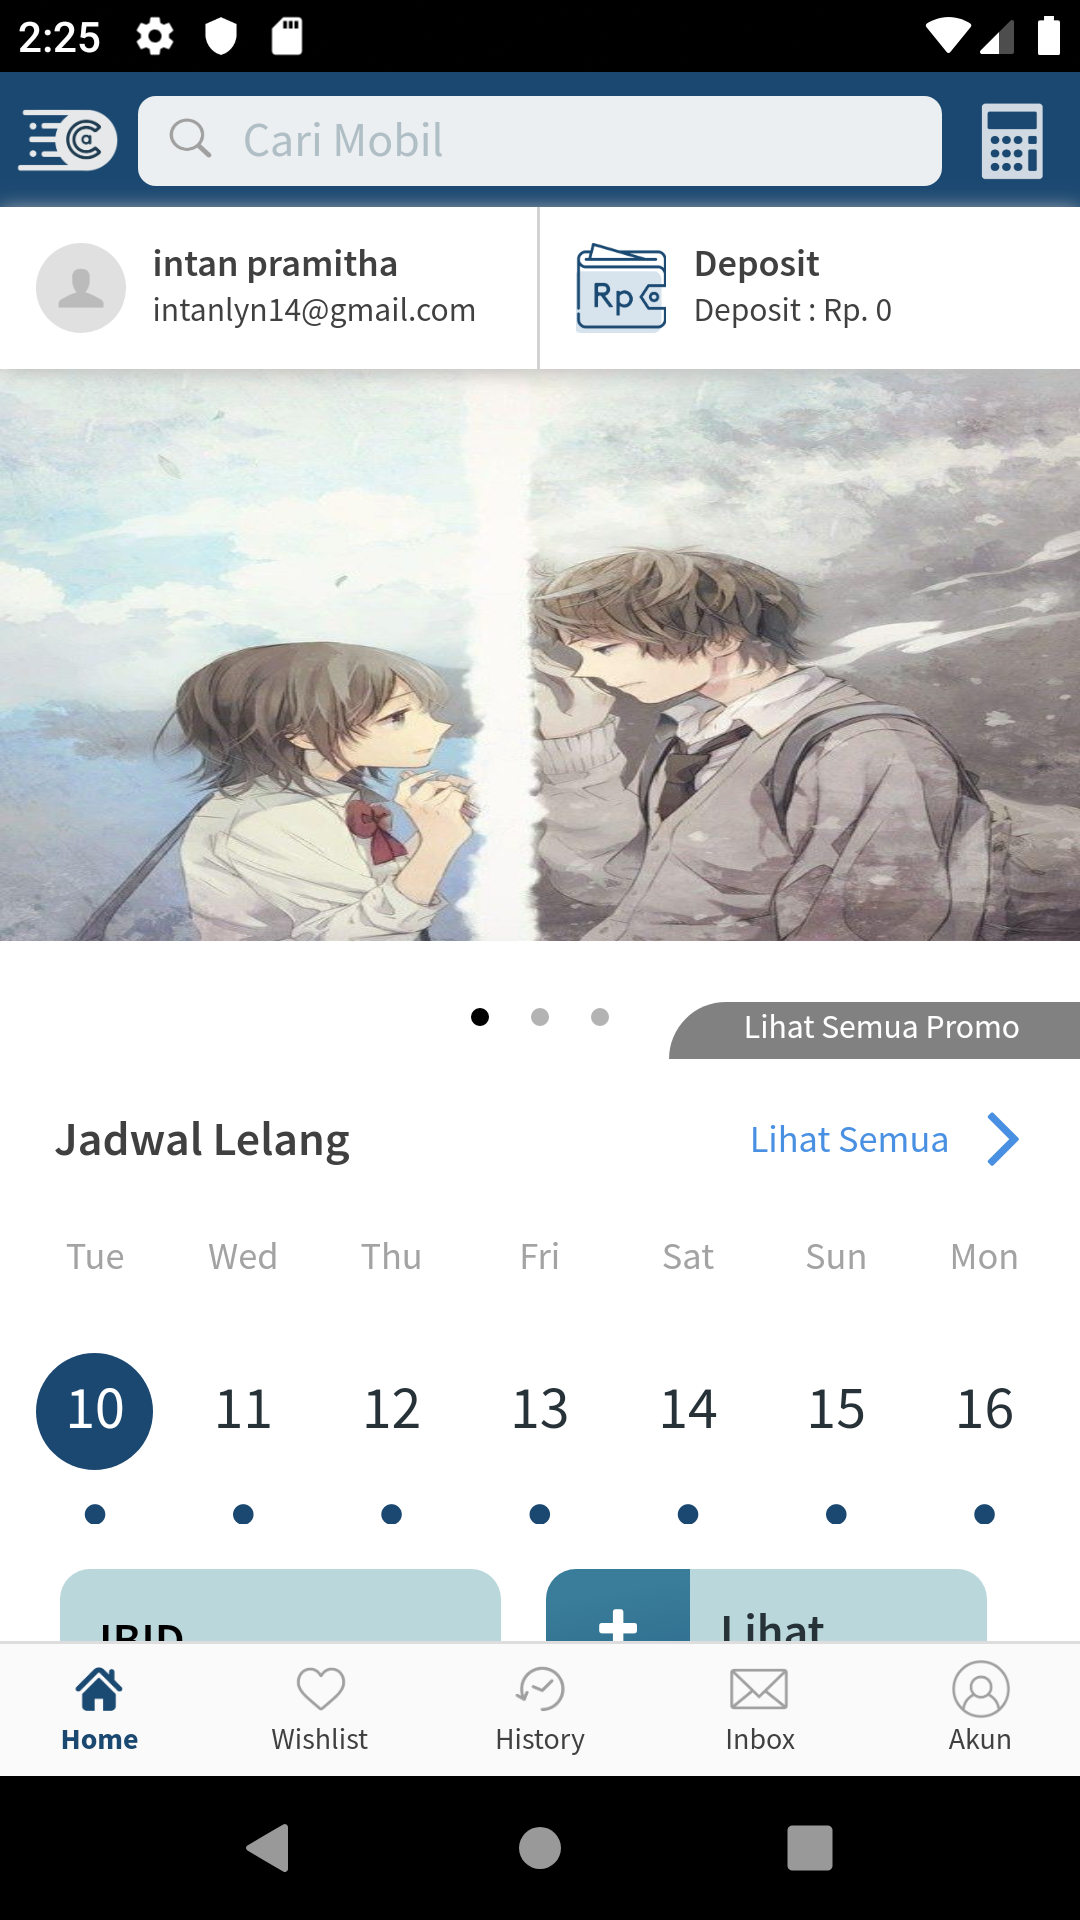 2:25
Cari Mobil
intan pramitha
intanlyn14@gmail.com
Deposit
Deposit : Rp. 0
Rp
Lihat Semua Promo
Jadwal Lelang
Lihat Semua
Tue Wed Thu Fri Sat Sun Mon
10 11 12 13 14 15 16
IBID
Lihat
Home
Wishlist
History
Inbox
Akun